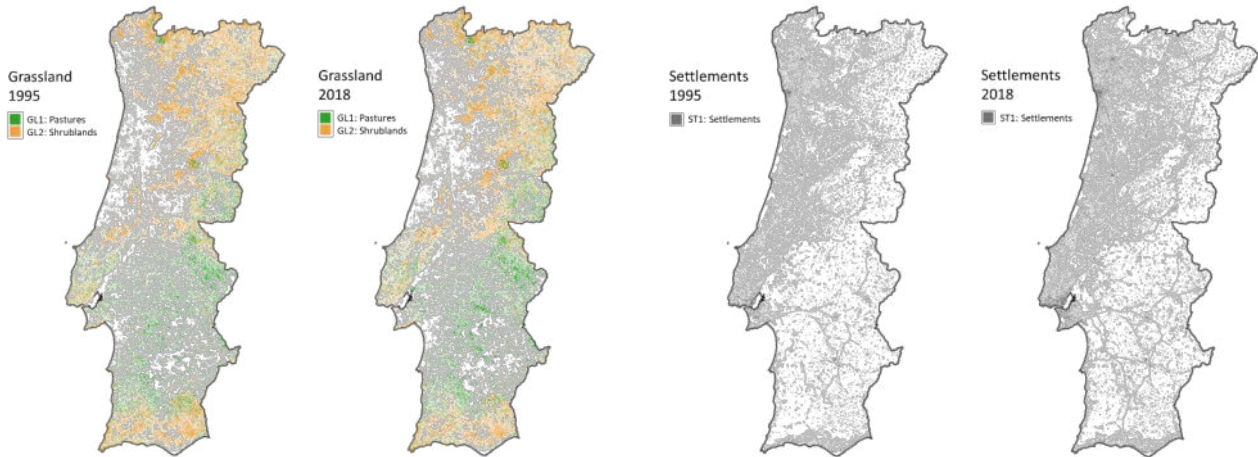 Grassland
1995
GL1: Pastures
GL2: Shrublands
Grassland
2018
GL1: Pastures
GL2: Shrublands
Settlements
1995
ST1: Settlements
Settlements
2018
ST1: Settlements